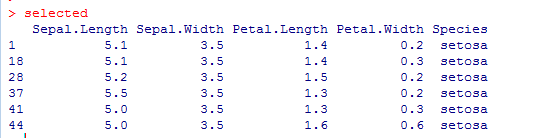 > selected
Sepal.Length Sepal.Width Petal.Length Petal.Width Species
1 5.1 3.5 1.4 0.2 setosa
18 5.1 3.5 1.4 0.3 setosa
28 5.2 3.5 1.5 0.2 setosa
37 5.5 3.5 1.3 0.2 setosa
41 5.0 3.5 1.3 0.3 setosa
44 5.0 3.5 1.6 0.6 setosa